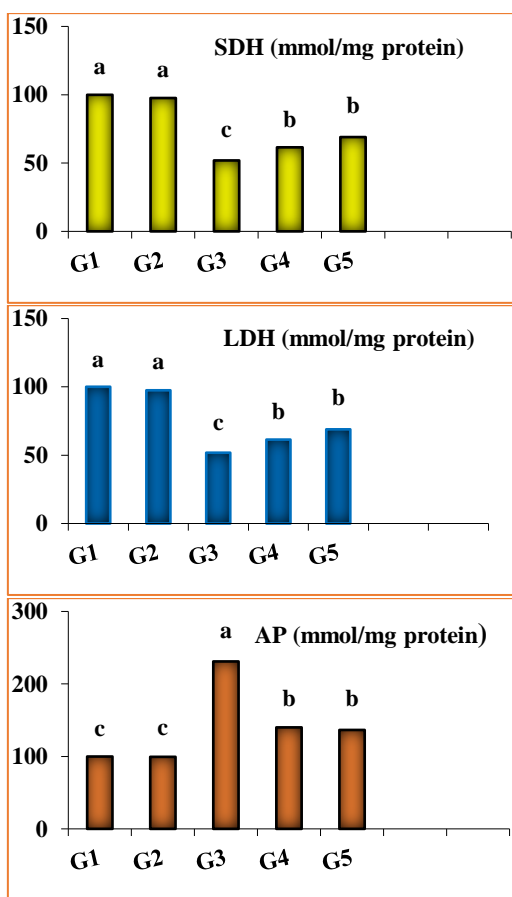 SDH (mmol/mg protein)
150
100
50
0
a a c b b
G1 G2 G3 G4 G5
LDH (mmol/mg protein)
150
100
50
0
a a c b b
G1 G2 G3 G4 G5
AP (mmol/mg protein)
300
200
100
0
c c a b b
G1 G2 G3 G4 G5